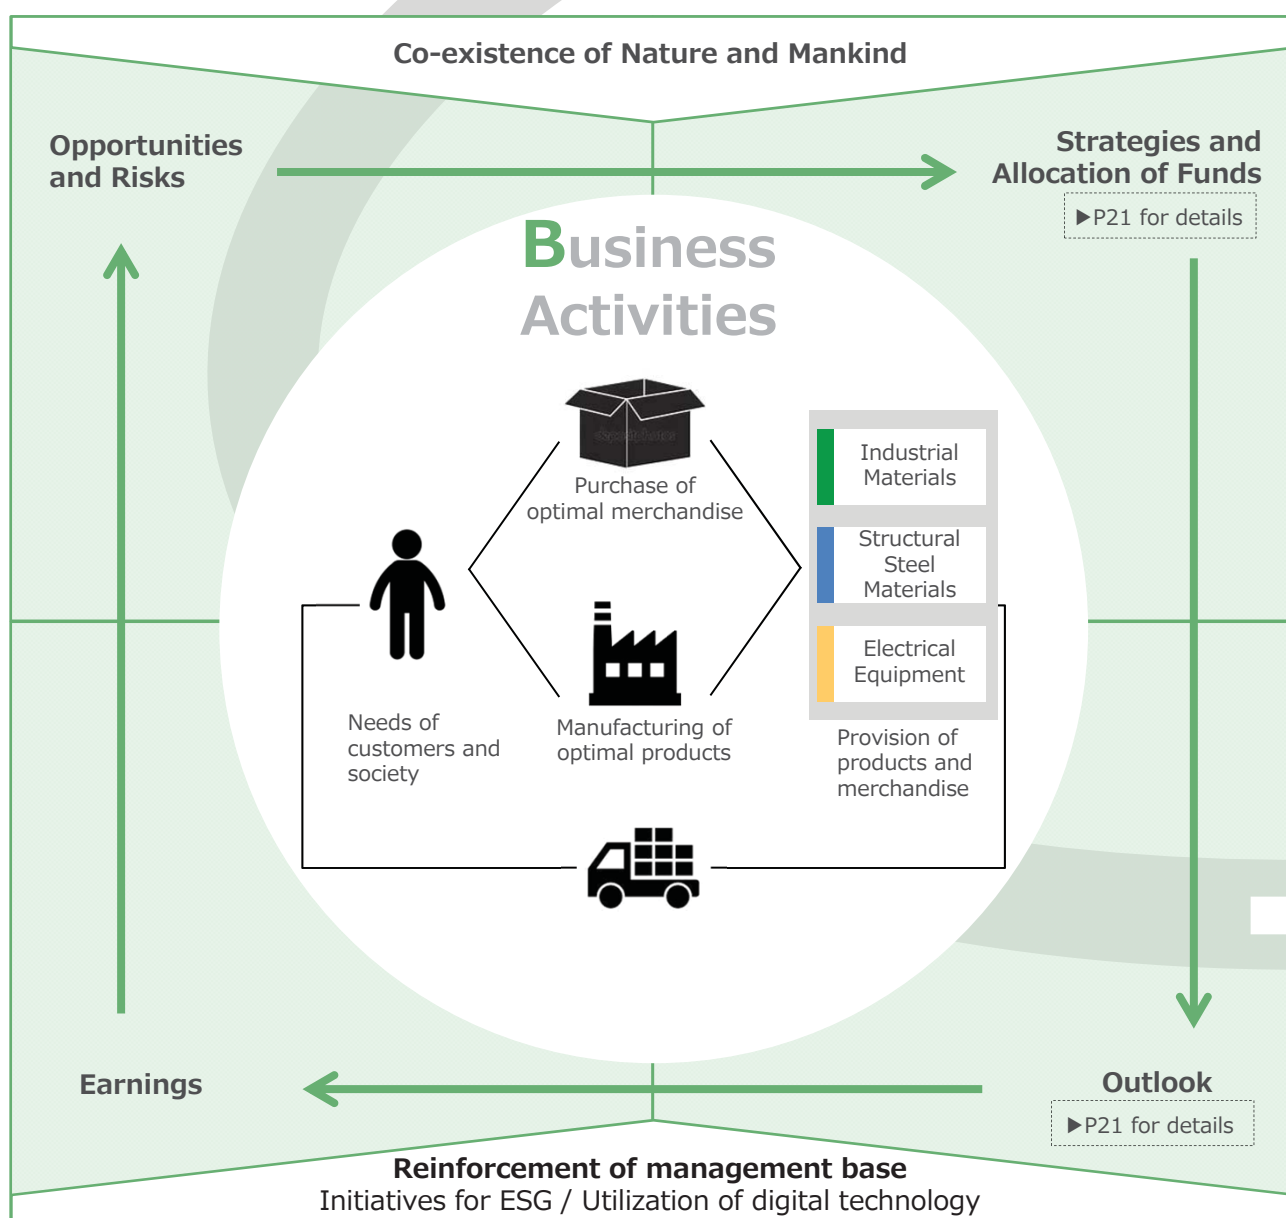 Co-existence of Nature and Mankind
Opportunities
and Risks
Strategies and
Allocation of Funds
▶P21 for details
Business
Activities
Purchase of
optimal merchandise
Industrial
Materials
Structural
Steel
Materials
Electrical
Equipment
Needs of
customers and
society
Manufacturing of
optimal products
Provision of
products and
merchandise
Earnings
Outlook
▶P21 for details
Reinforcement of management base
Initiatives for ESG / Utilization of digital technology